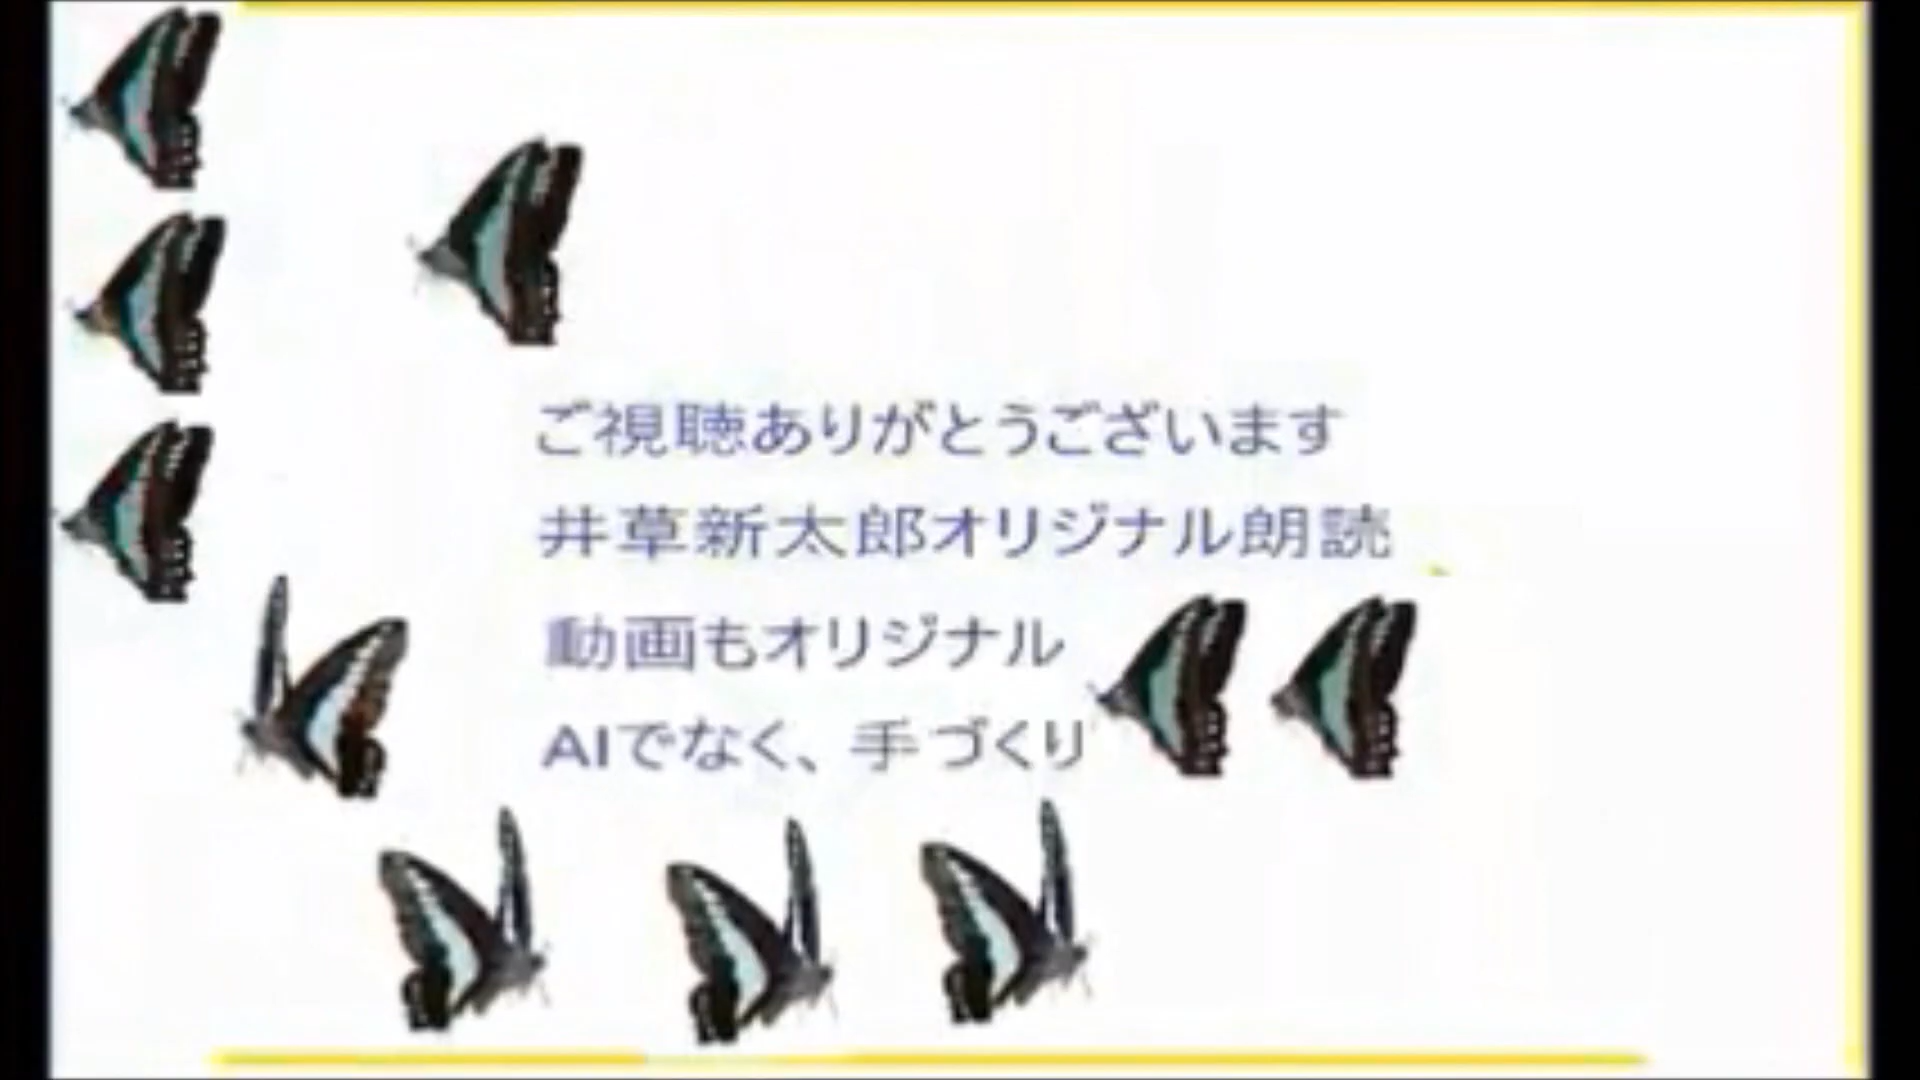 ご視聴ありがとうございます
井草新太郎オリジナル朗読
動画もオリジナル
AIでなく、手づくり